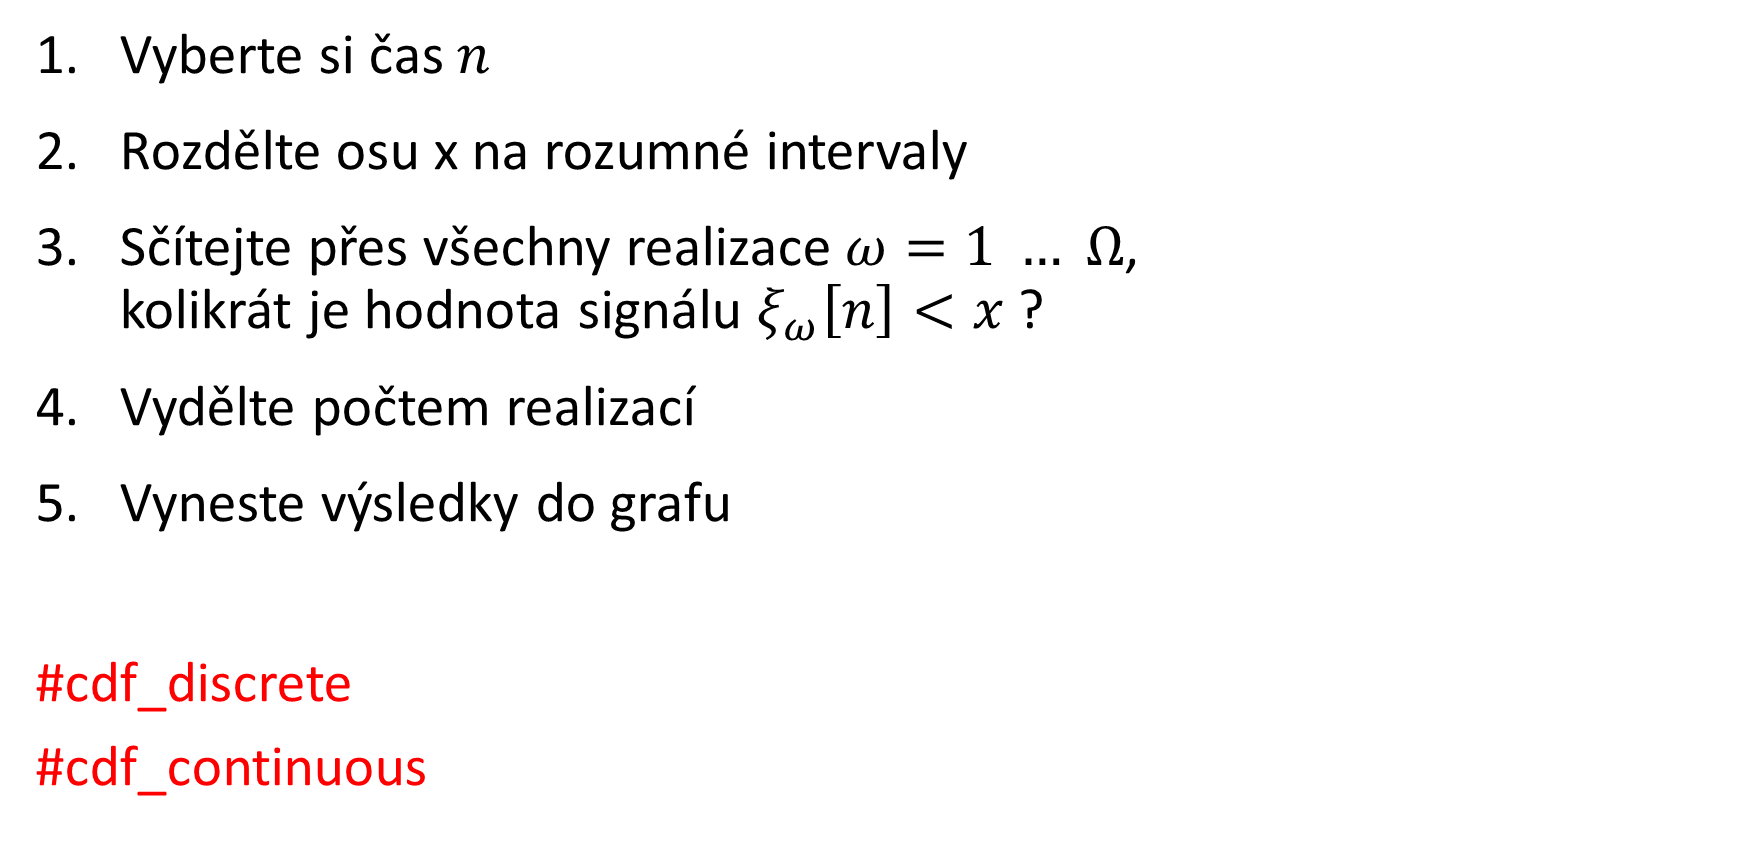 1. Vyberte si čas n
2. Rozdělte osu x na rozumné intervaly
3. Sčítejte přes všechny realizace ω = 1 … Ω,
kolikrát je hodnota signálu ξ_ω[n] < x ?
4. Vydělte počtem realizací
5. Vyneste výsledky do grafu
#cdf_discrete
#cdf_continuous